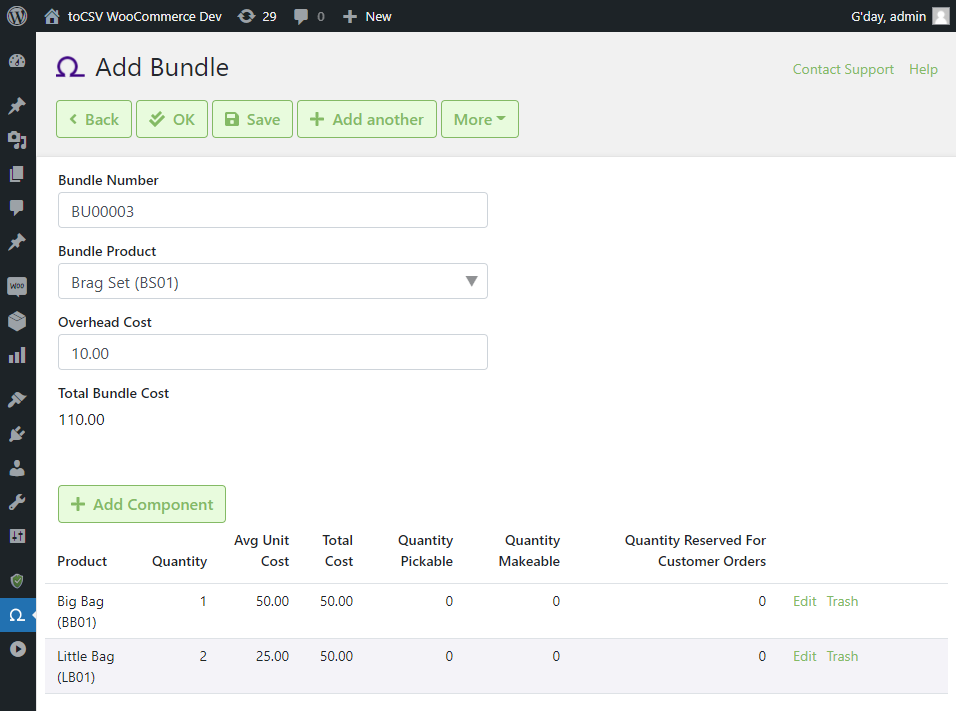 toCSV WooCommerce Dev 29 0 New G'day, admin
Ω Add Bundle
Contact Support Help
Back OK Save Add another More
Bundle Number
BU00003
Bundle Product
Brag Set (BS01)
Overhead Cost
10.00
Total Bundle Cost
110.00
Add Component
Product Quantity Avg Unit Cost Total Cost Quantity Pickable Quantity Makeable Quantity Reserved For Customer Orders
Big Bag 1 50.00 50.00 0 0 0 Edit Trash
(BB01)
Little Bag 2 25.00 50.00 0 0 0 Edit Trash
(LB01)
WOO
Ω